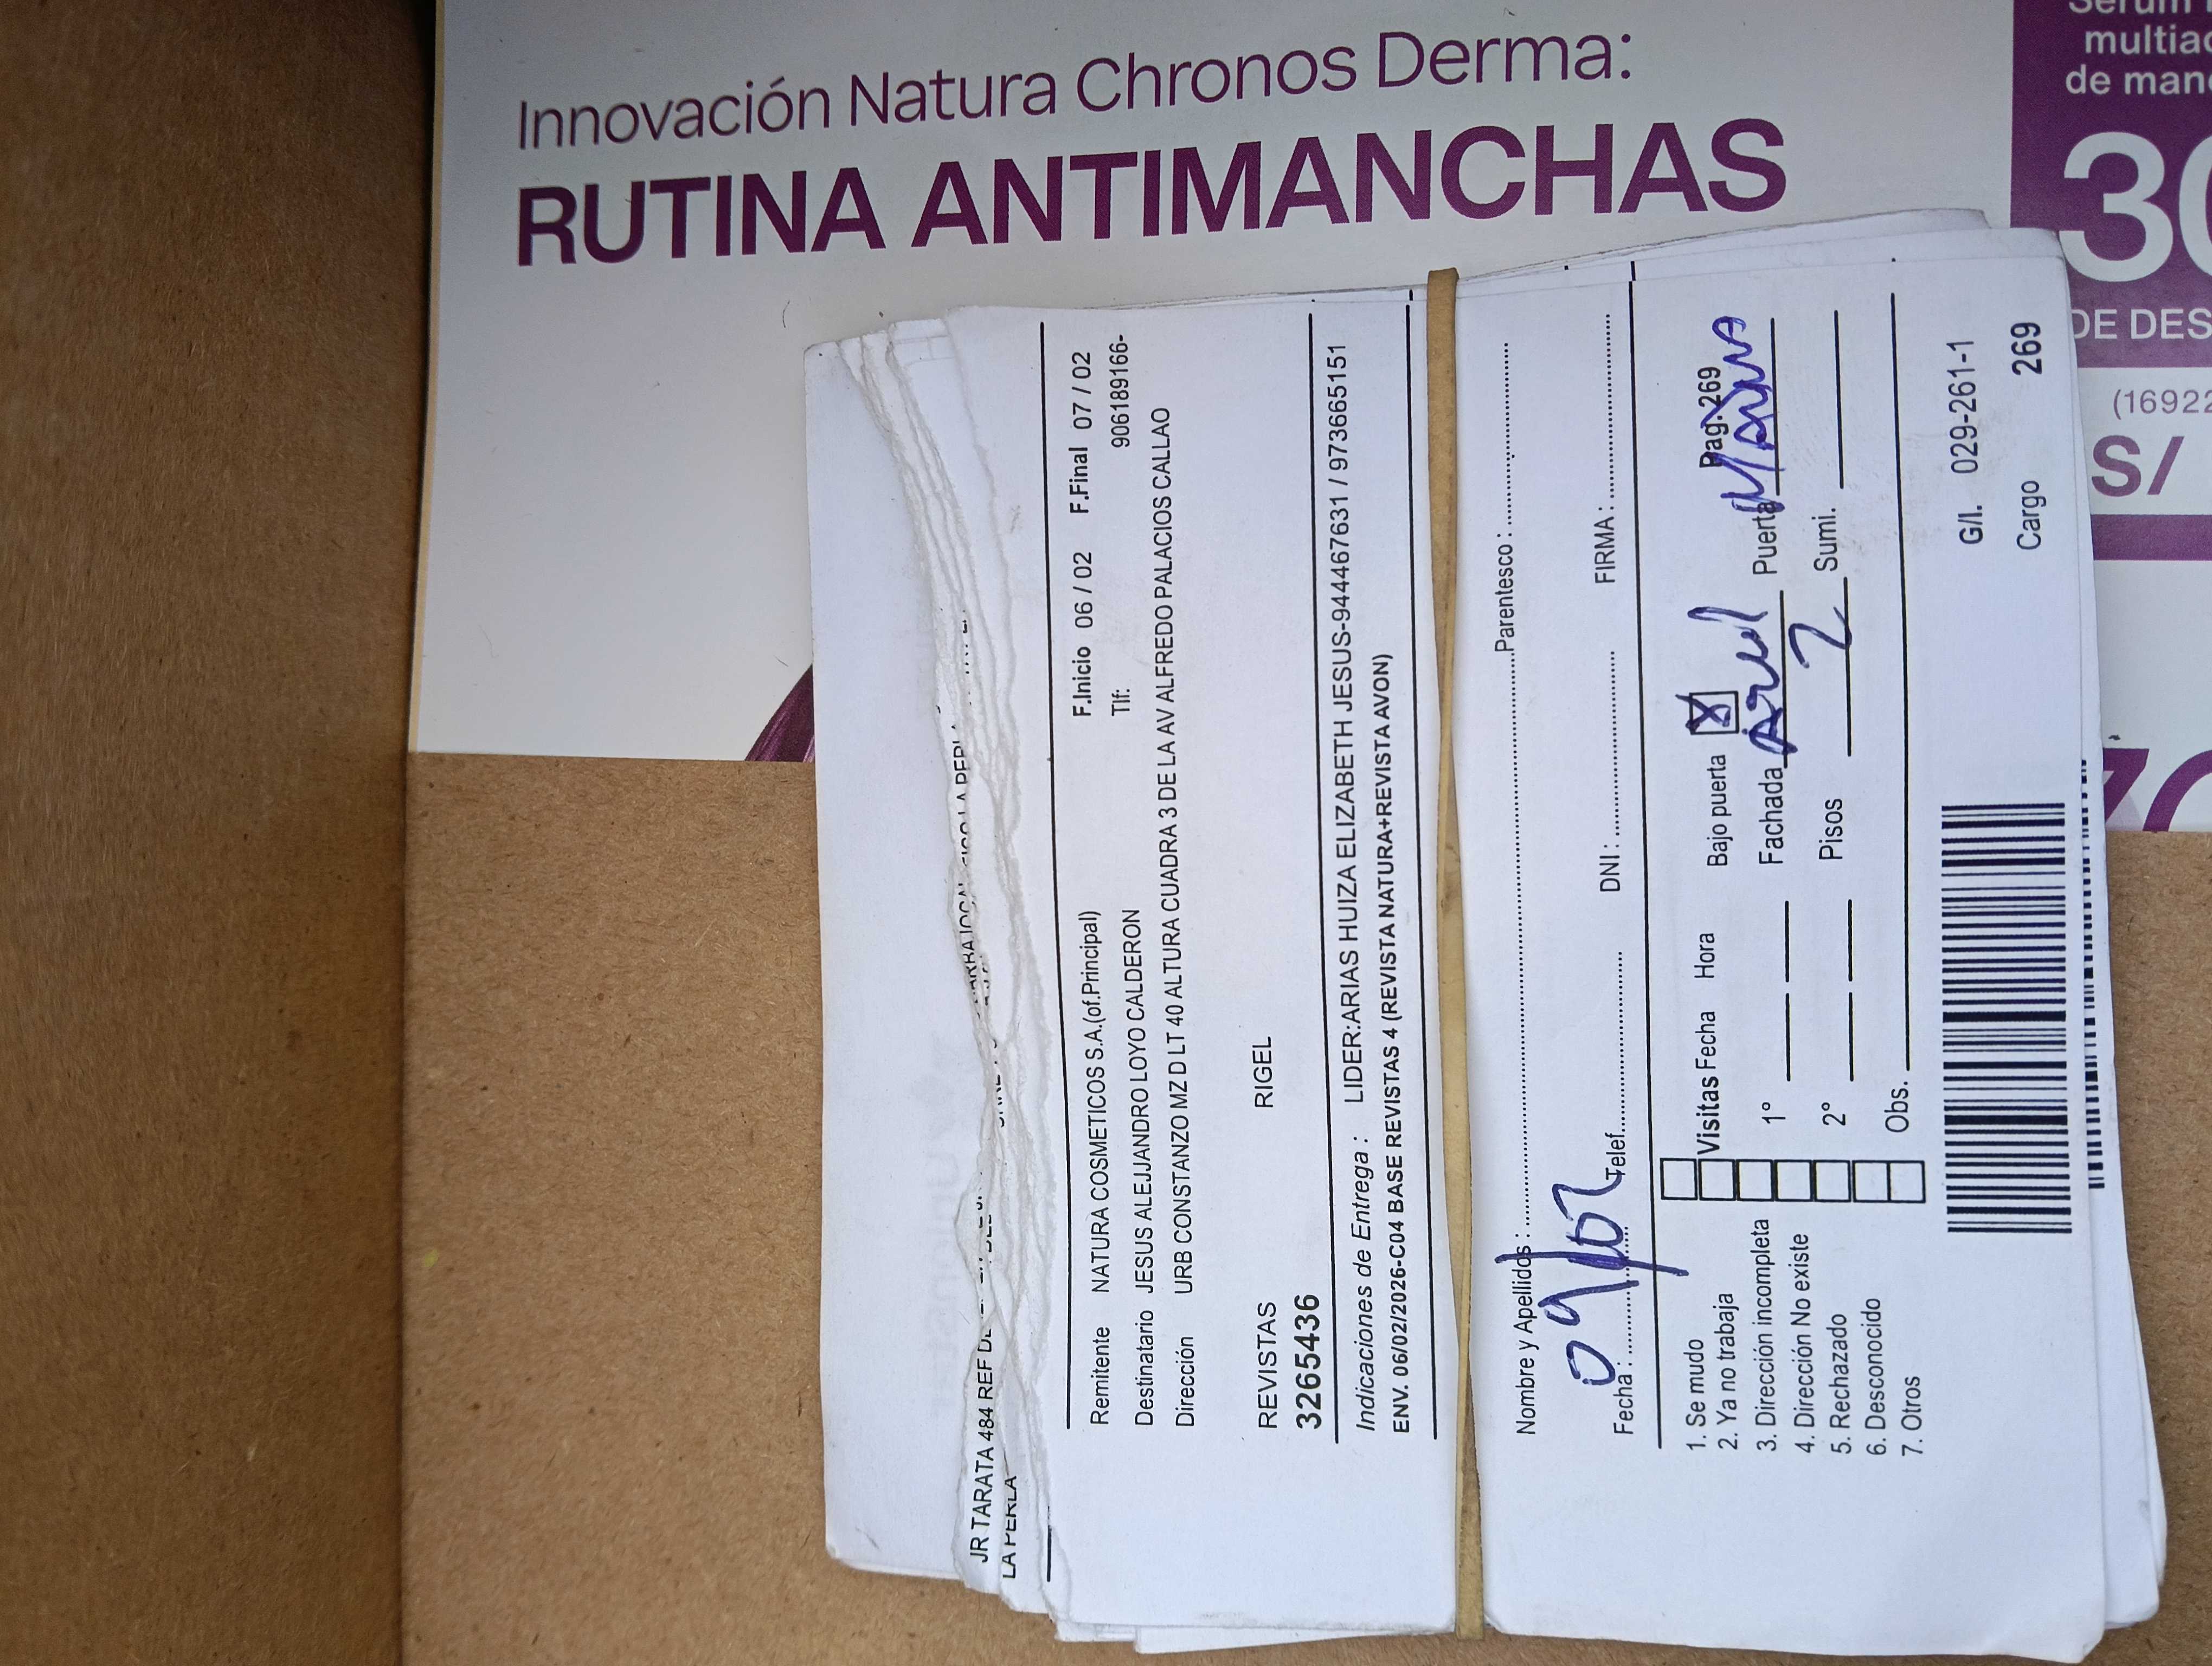 Innovación Natura Chronos Derma:
RUTINA ANTIMANCHAS
multiac
de man
30
DE DES
(16922
S/
JR TARATA 484 REF
LA PERLA
F.Inicio 06 / 02 F.Final 07 / 02
Remitente NATURA COSMETICOS S.A.(of.Principal) Tlf: 906189166-
Destinatario JESUS ALEJJANDRO LOYO CALDERON
Dirección URB CONSTANZO MZ D LT 40 ALTURA CUADRA 3 DE LA AV ALFREDO PALACIOS CALLAO
REVISTAS RIGEL
3265436
Indicaciones de Entrega : LIDER:ARIAS HUIZA ELIZABETH JESUS-944467631 / 973665151
ENV. 06/02/2026-C04 BASE REVISTAS 4 (REVISTA NATURA+REVISTA AVON)
Nombre y Apellidos : Parentesco :
Fecha : 09/02 Telef. DNI : FIRMA :
1. Se mudo
2. Ya no trabaja
3. Dirección incompleta
4. Dirección No existe
5. Rechazado
6. Desconocido
7. Otros
Visitas Fecha Hora Bajo puerta X Pag. 269
1° Fachada Azul Puerta
2° Pisos 2 Sumi.
Obs.
G/I. 029-261-1
Cargo 269